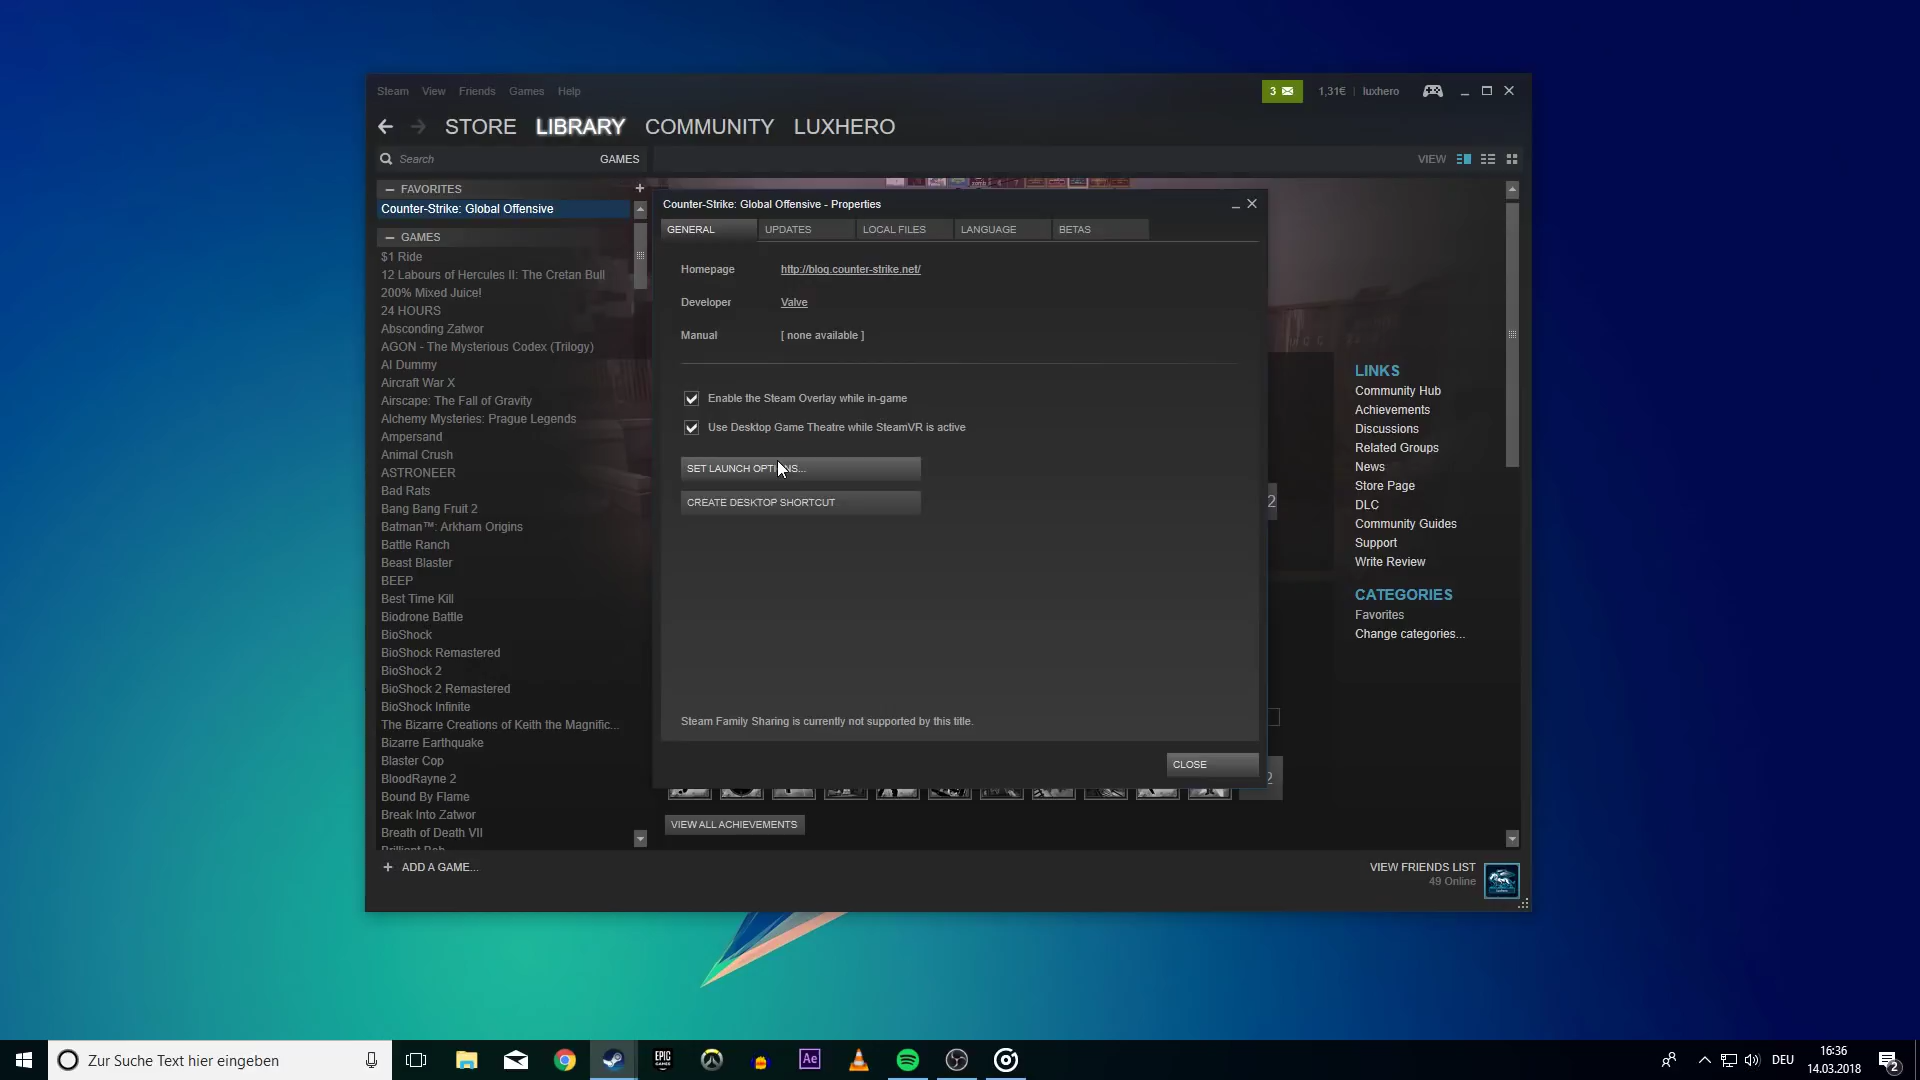 Steam View Friends Games Help
3 1,31€ luxhero
STORE LIBRARY COMMUNITY LUXHERO
Search GAMES VIEW
FAVORITES
Counter-Strike: Global Offensive
GAMES
$1 Ride
12 Labours of Hercules II: The Cretan Bull
200% Mixed Juice!
24 HOURS
Absconding Zatwor
AGON - The Mysterious Codex (Trilogy)
AI Dummy
Aircraft War X
Airscape: The Fall of Gravity
Alchemy Mysteries: Prague Legends
Ampersand
Animal Crush
ASTRONEER
Bad Rats
Bang Bang Fruit 2
Batman™: Arkham Origins
Battle Ranch
Beast Blaster
BEEP
Best Time Kill
Biodrone Battle
BioShock
BioShock Remastered
BioShock 2
BioShock 2 Remastered
BioShock Infinite
The Bizarre Creations of Keith the Magnific...
Bizarre Earthquake
Blaster Cop
BloodRayne 2
Bound By Flame
Break Into Zatwor
Breath of Death VII
+ ADD A GAME...
Counter-Strike: Global Offensive - Properties
GENERAL UPDATES LOCAL FILES LANGUAGE BETAS
Homepage http://blog.counter-strike.net/
Developer Valve
Manual [ none available ]
Enable the Steam Overlay while in-game
Use Desktop Game Theatre while SteamVR is active
SET LAUNCH OPTIONS...
CREATE DESKTOP SHORTCUT
Steam Family Sharing is currently not supported by this title.
CLOSE
VIEW ALL ACHIEVEMENTS
2
2
LINKS
Community Hub
Achievements
Discussions
Related Groups
News
Store Page
DLC
Community Guides
Support
Write Review
CATEGORIES
Favorites
Change categories...
VIEW FRIENDS LIST
49 Online
Zur Suche Text hier eingeben
EPIC GAMES
Ae
DEU
16:36
14.03.2018
2